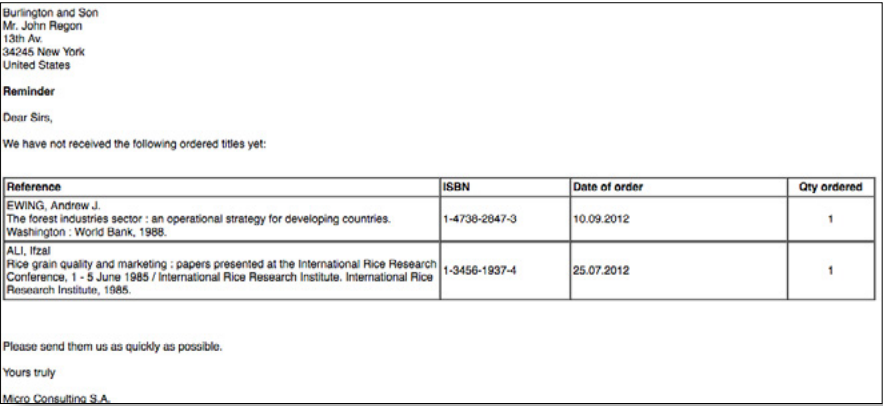 Burlington and Son
Mr. John Regon
13th Av.
34245 New York
United States
Reminder
Dear Sirs,
We have not received the following ordered titles yet:
Reference ISBN Date of order Qty ordered
EWING, Andrew J.
The forest industries sector : an operational strategy for developing countries.
Washington : World Bank, 1988.
1-4738-2847-3 10.09.2012 1
ALI, Ifzal
Rice grain quality and marketing : papers presented at the International Rice Research
Conference, 1 - 5 June 1985 / International Rice Research Institute. International Rice
Research Institute, 1985.
1-3456-1937-4 25.07.2012 1
Please send them us as quickly as possible.
Yours truly
Micro Consulting S.A.